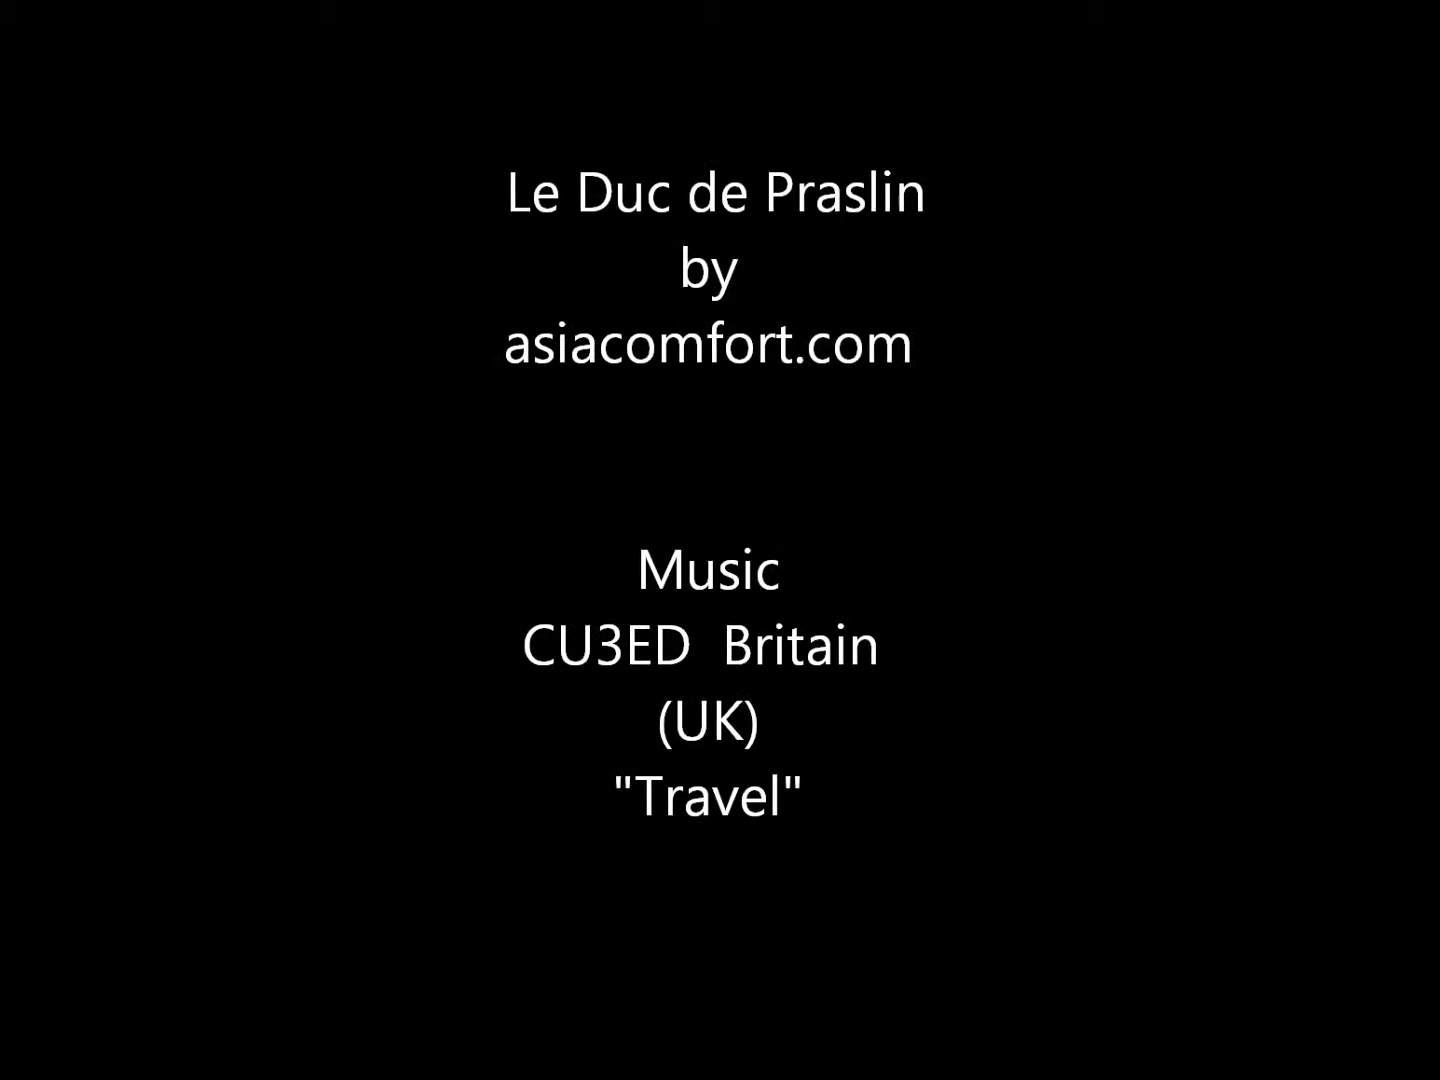 Le Duc de Praslin
by
asiacomfort.com
Music
CU3ED  Britain
(UK)
"Travel"